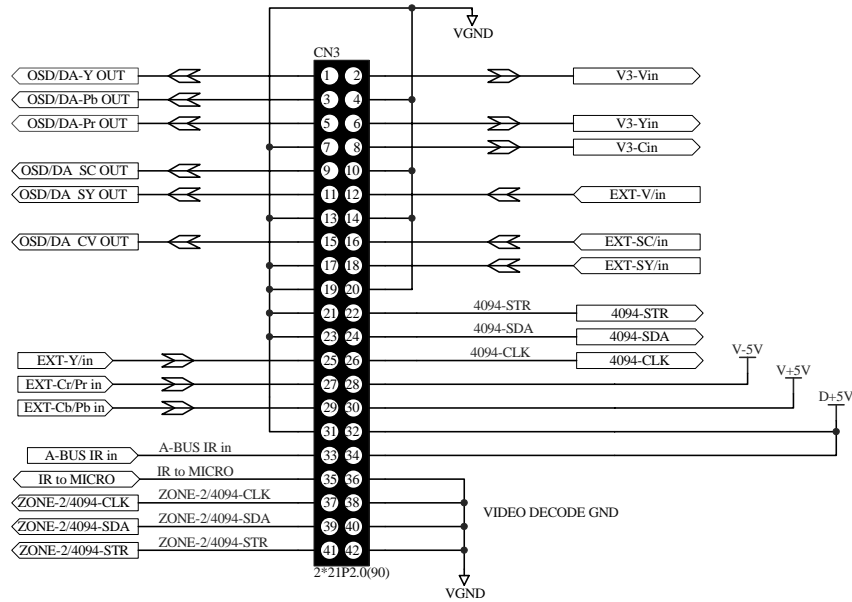 VGND
CN3
OSD/DA-Y OUT 1 2 V3-Vin
OSD/DA-Pb OUT 3 4
OSD/DA-Pr OUT 5 6 V3-Yin
7 8 V3-Cin
OSD/DA SC OUT 9 10
OSD/DA SY OUT 11 12 EXT-V/in
13 14
OSD/DA CV OUT 15 16 EXT-SC/in
17 18 EXT-SY/in
19 20
21 22 4094-STR 4094-STR
23 24 4094-SDA 4094-SDA
EXT-Y/in 25 26 4094-CLK 4094-CLK
V-5V
EXT-Cr/Pr in 27 28
V+5V
EXT-Cb/Pb in 29 30
D+5V
31 32
A-BUS IR in A-BUS IR in 33 34
IR to MICRO IR to MICRO 35 36
ZONE-2/4094-CLK ZONE-2/4094-CLK 37 38
ZONE-2/4094-SDA ZONE-2/4094-SDA 39 40
VIDEO DECODE GND
ZONE-2/4094-STR ZONE-2/4094-STR 41 42
2*21P2.0(90)
VGND